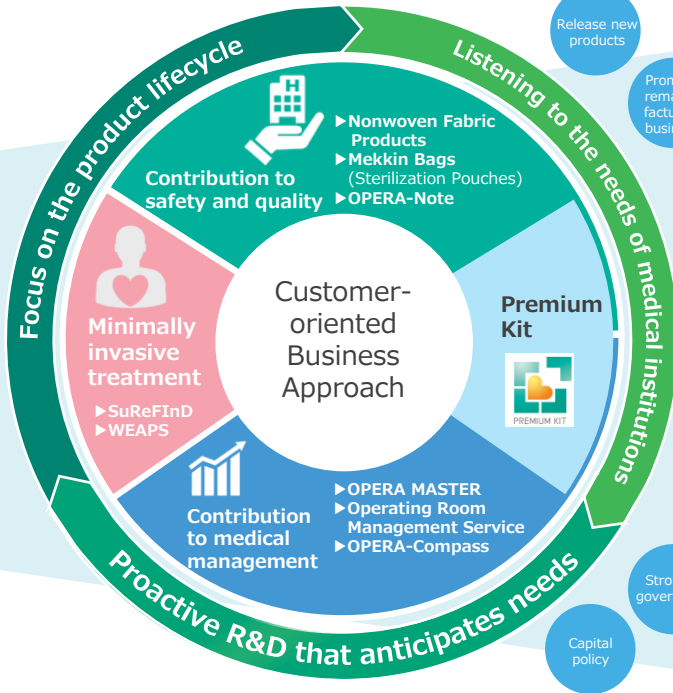 Focus on the product lifecycle
Listening to the needs of medical institutions
Proactive R&D that anticipates needs
Release new
products
Contribution to
safety and quality
▶Nonwoven Fabric
Products
▶Mekkin Bags
(Sterilization Pouches)
▶OPERA-Note
Minimally
invasive
treatment
▶SuReFInD
▶WEAPS
Customer-
oriented
Business
Approach
Premium
Kit
PREMIUM KIT
Contribution
to medical
management
▶OPERA MASTER
▶Operating Room
Management Service
▶OPERA-Compass
Capital
policy